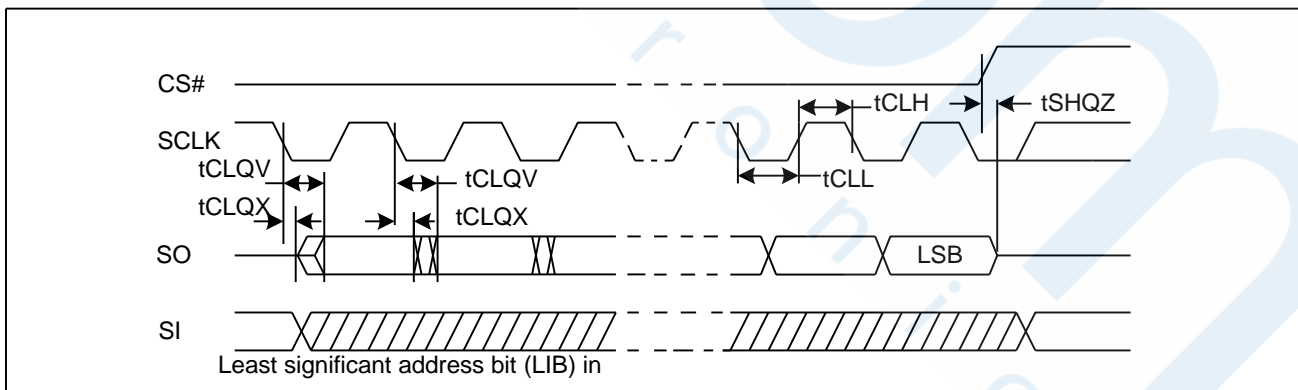 CS#
tCLH
tSHQZ
SCLK
tCLQV
tCLQV
tCLL
tCLQX
tCLQX
SO
LSB
SI
Least significant address bit (LIB) in